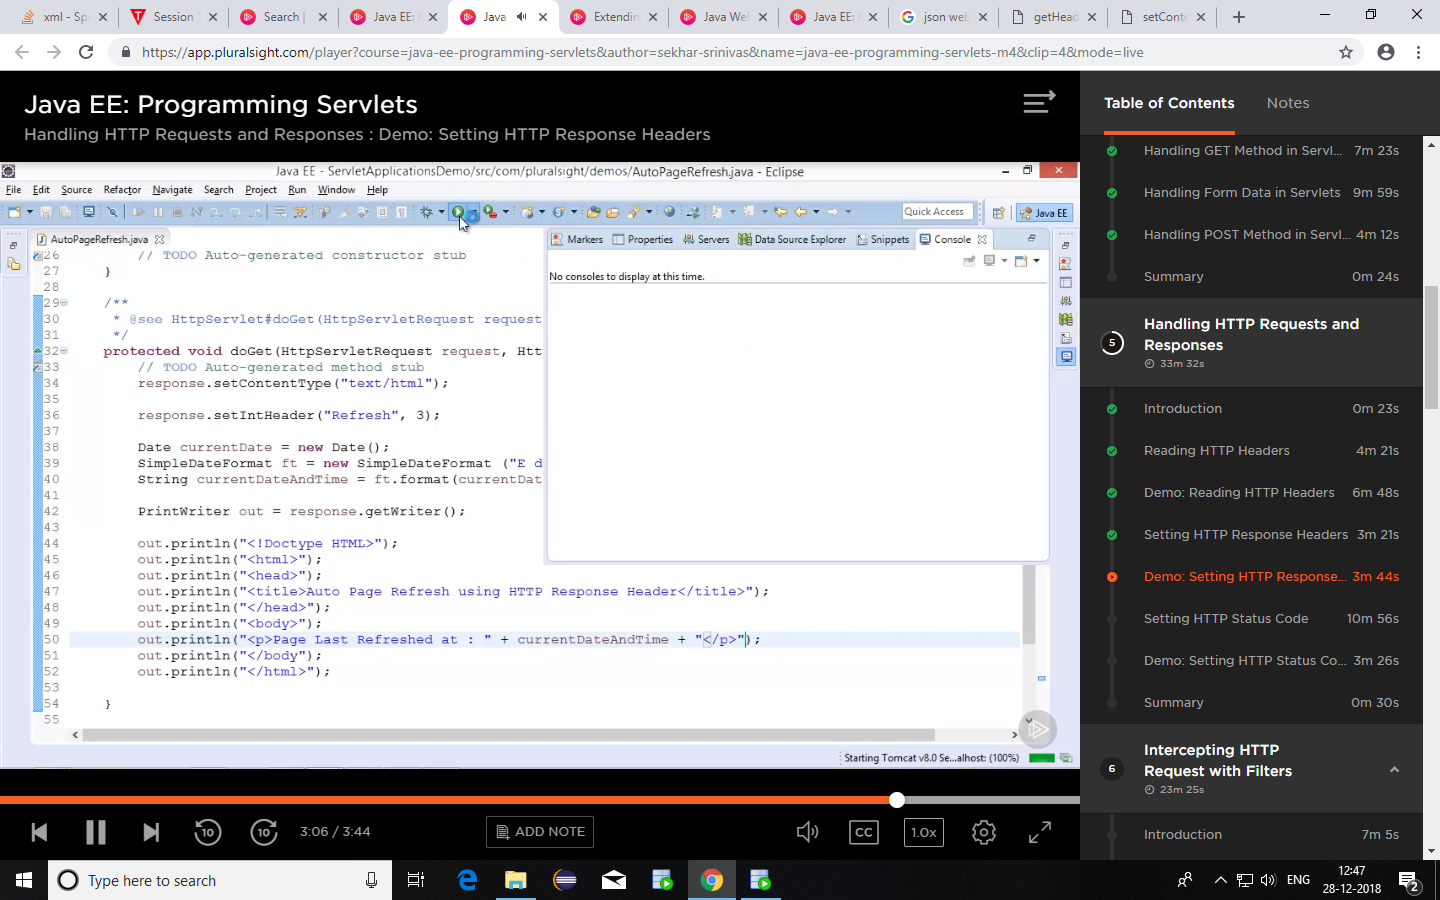 xml - Sp
Session
Search |
Java EE:
Java
Extendin
Java We
Java EE:
json web
getHead
setConte
https://app.pluralsight.com/player?course=java-ee-programming-servlets&author=sekhar-srinivas&name=java-ee-programming-servlets-m4&clip=4&mode=live
Java EE: Programming Servlets
Handling HTTP Requests and Responses : Demo: Setting HTTP Response Headers
Java EE - ServletApplicationsDemo/src/com/pluralsight/demos/AutoPageRefresh.java - Eclipse
File Edit Source Refactor Navigate Search Project Run Window Help
Quick Access
Java EE
AutoPageRefresh.java
Markers Properties Servers Data Source Explorer Snippets Console
No consoles to display at this time.
26 // TODO Auto-generated constructor stub
27 }
28
29 /**
30 * @see HttpServlet#doGet(HttpServletRequest request
31 */
32 protected void doGet(HttpServletRequest request, Htt
33 // TODO Auto-generated method stub
34 response.setContentType("text/html");
35
36 response.setIntHeader("Refresh", 3);
37
38 Date currentDate = new Date();
39 SimpleDateFormat ft = new SimpleDateFormat ("E d
40 String currentDateAndTime = ft.format(currentDat
41
42 PrintWriter out = response.getWriter();
43
44 out.println("<!Doctype HTML>");
45 out.println("<html>");
46 out.println("<head>");
47 out.println("<title>Auto Page Refresh using HTTP Response Header</title>");
48 out.println("</head>");
49 out.println("<body>");
50 out.println("<p>Page Last Refreshed at : " + currentDateAndTime + "</p>");
51 out.println("</body");
52 out.println("</html>");
53
54 }
55
Starting Tomcat v8.0 Se...alhost: (100%)
10
10
3:06 / 3:44
ADD NOTE
CC
1.0x
Table of Contents
Notes
Handling GET Method in Servl... 7m 23s
Handling Form Data in Servlets 9m 59s
Handling POST Method in Servl... 4m 12s
Summary 0m 24s
5
Handling HTTP Requests and
Responses
33m 32s
Introduction 0m 23s
Reading HTTP Headers 4m 21s
Demo: Reading HTTP Headers 6m 48s
Setting HTTP Response Headers 3m 21s
Demo: Setting HTTP Response... 3m 44s
Setting HTTP Status Code 10m 56s
Demo: Setting HTTP Status Co... 3m 26s
Summary 0m 30s
6
Intercepting HTTP
Request with Filters
23m 25s
Introduction 7m 5s
Type here to search
ENG
12:47
28-12-2018
2